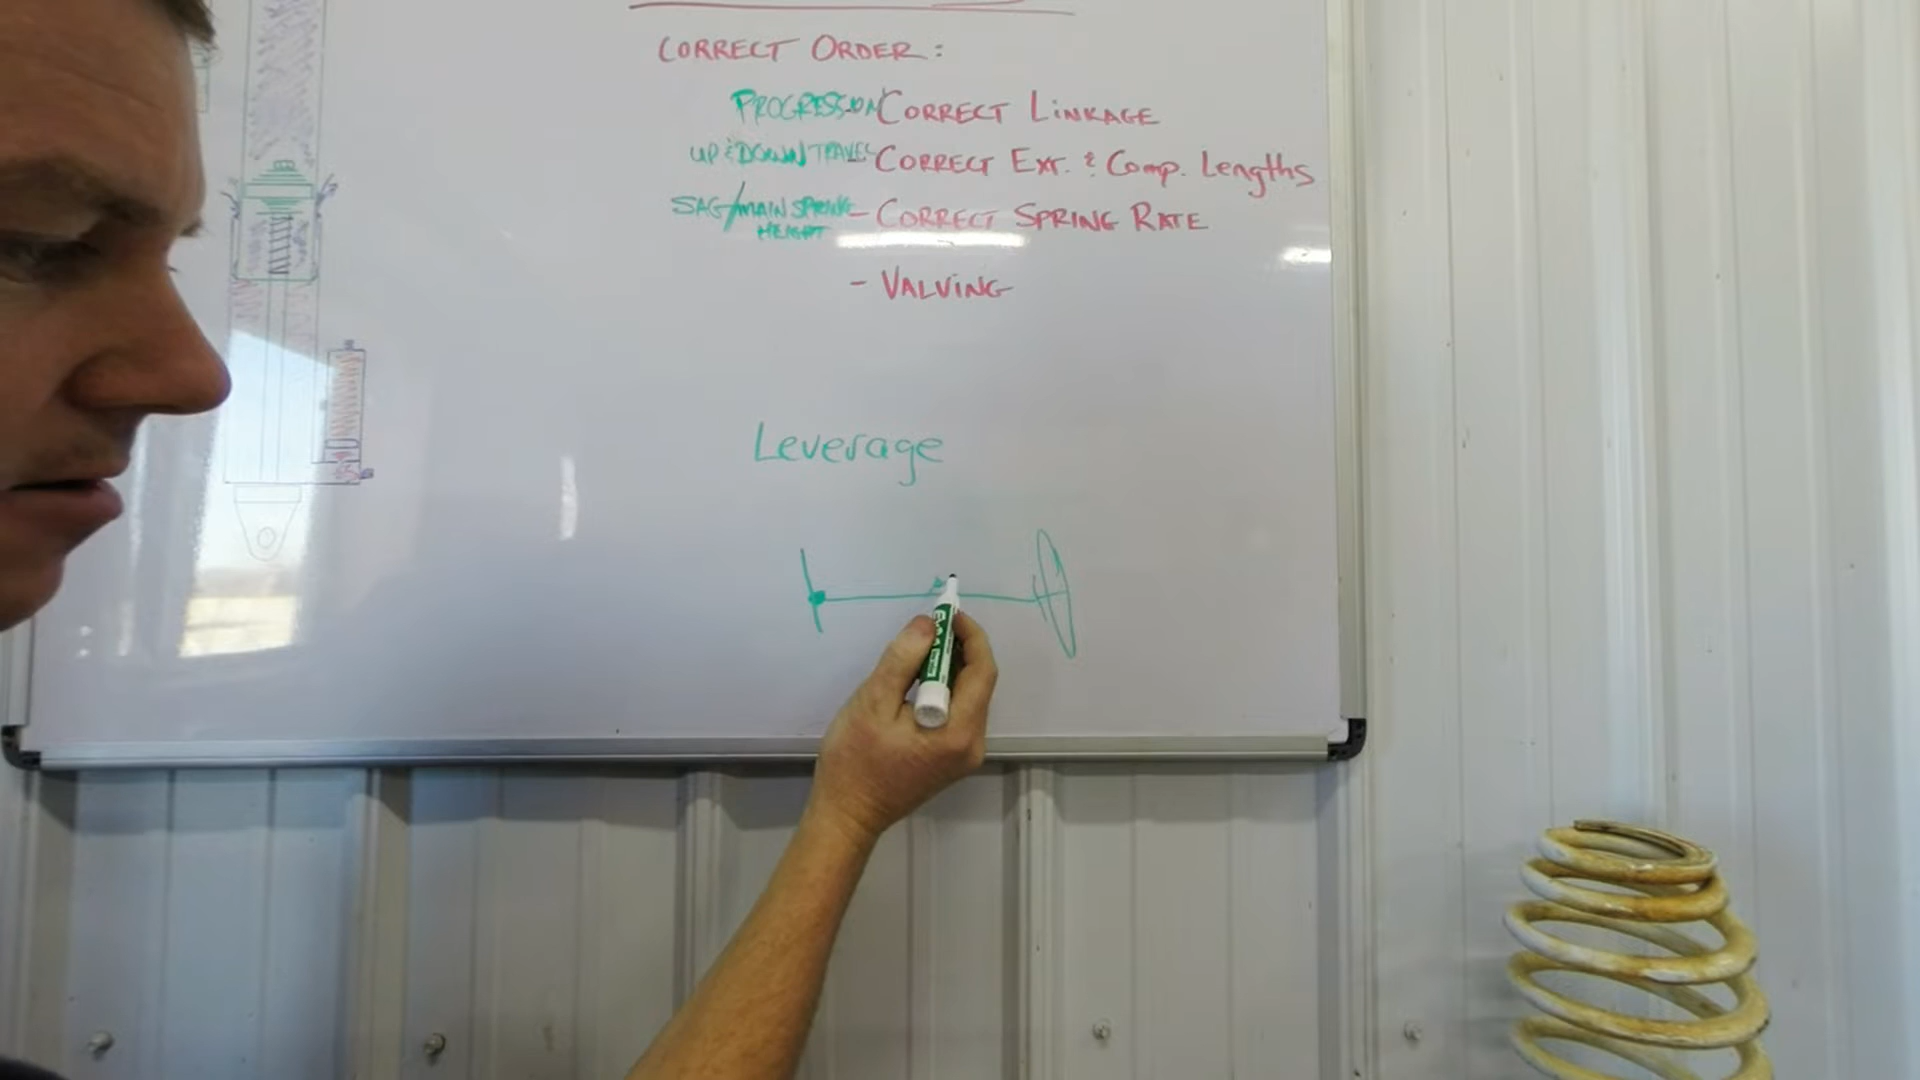 CORRECT ORDER:
PROGRESSION CORRECT LINKAGE
UP & DOWN TRAVEL - CORRECT EXT. & COMP. LENGTHS
SAG/MAIN SPRING HEIGHT - CORRECT SPRING RATE
- VALVING
Leverage
EXPO